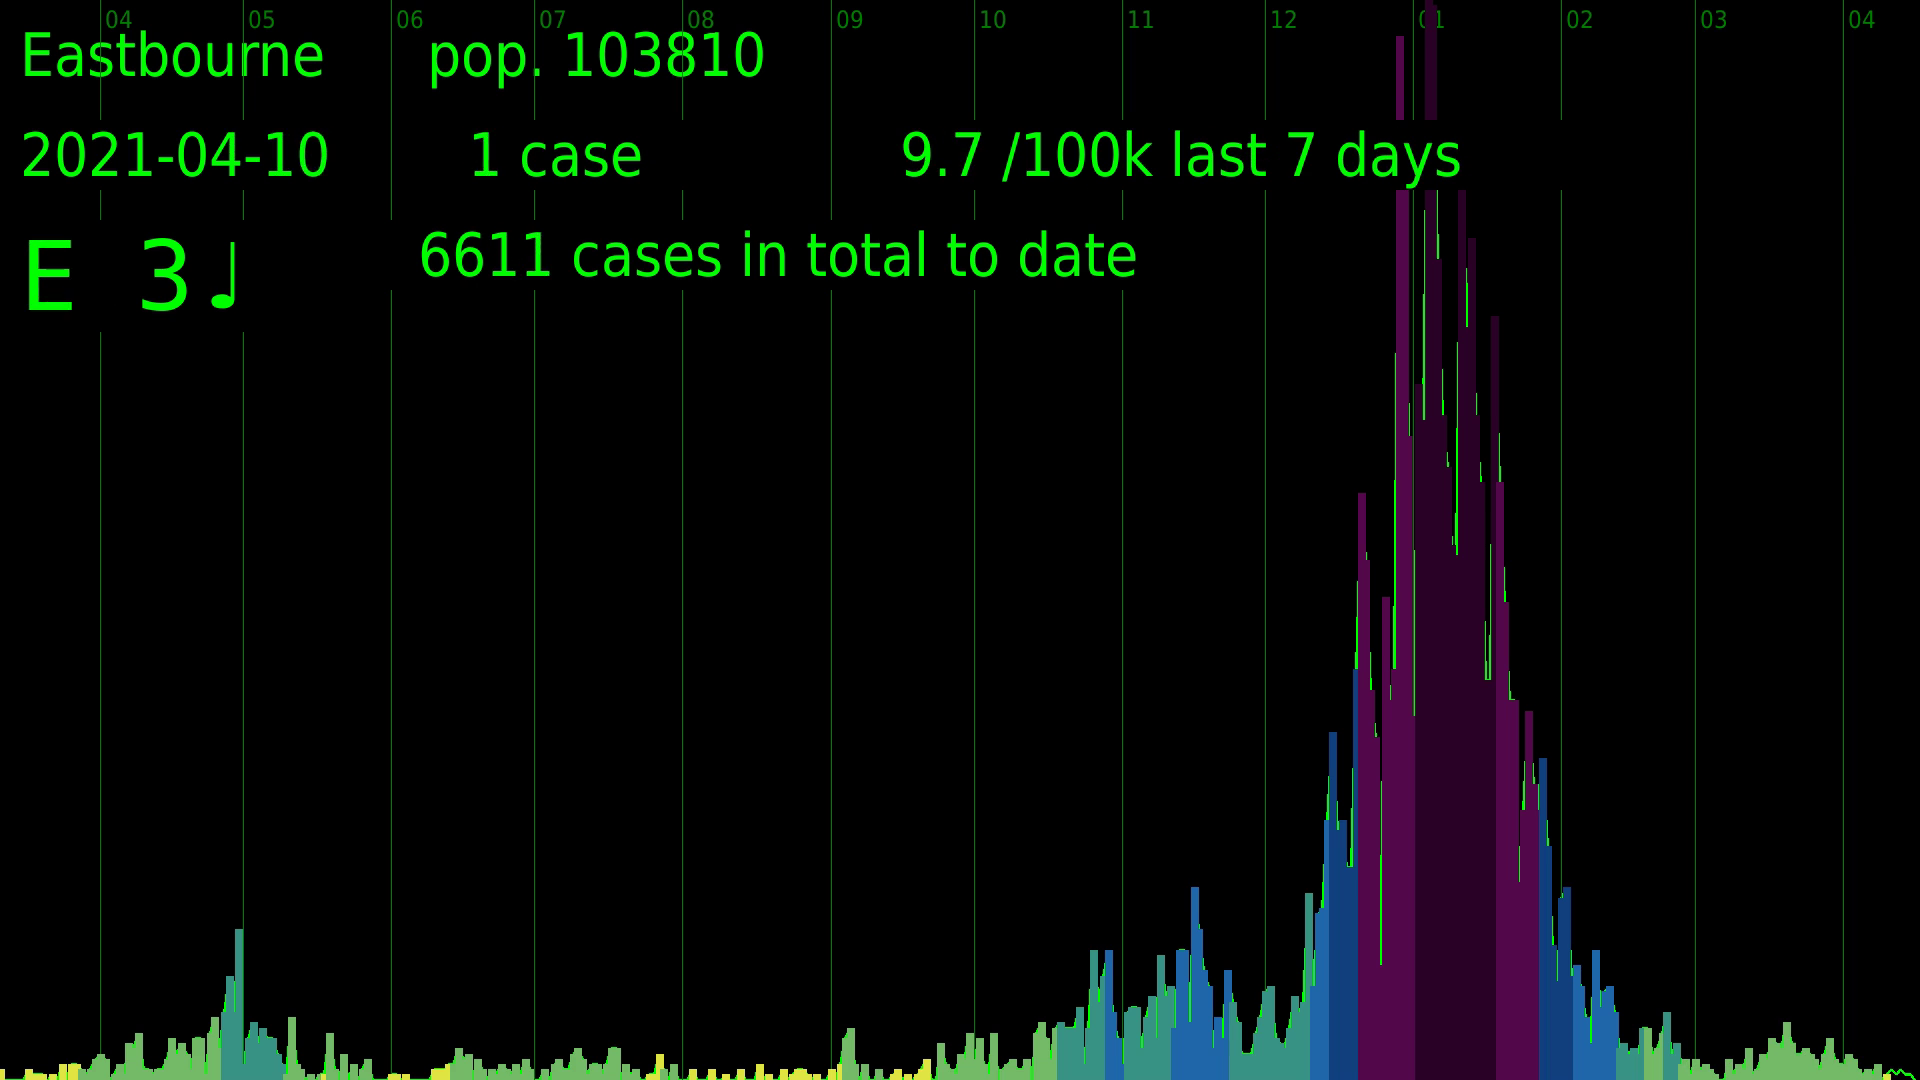 04 05 06 07 08 09 10 11 12 01 02 03 04
Eastbourne pop. 103810
2021-04-10 1 case 9.7 /100k last 7 days
6611 cases in total to date
E 3♩